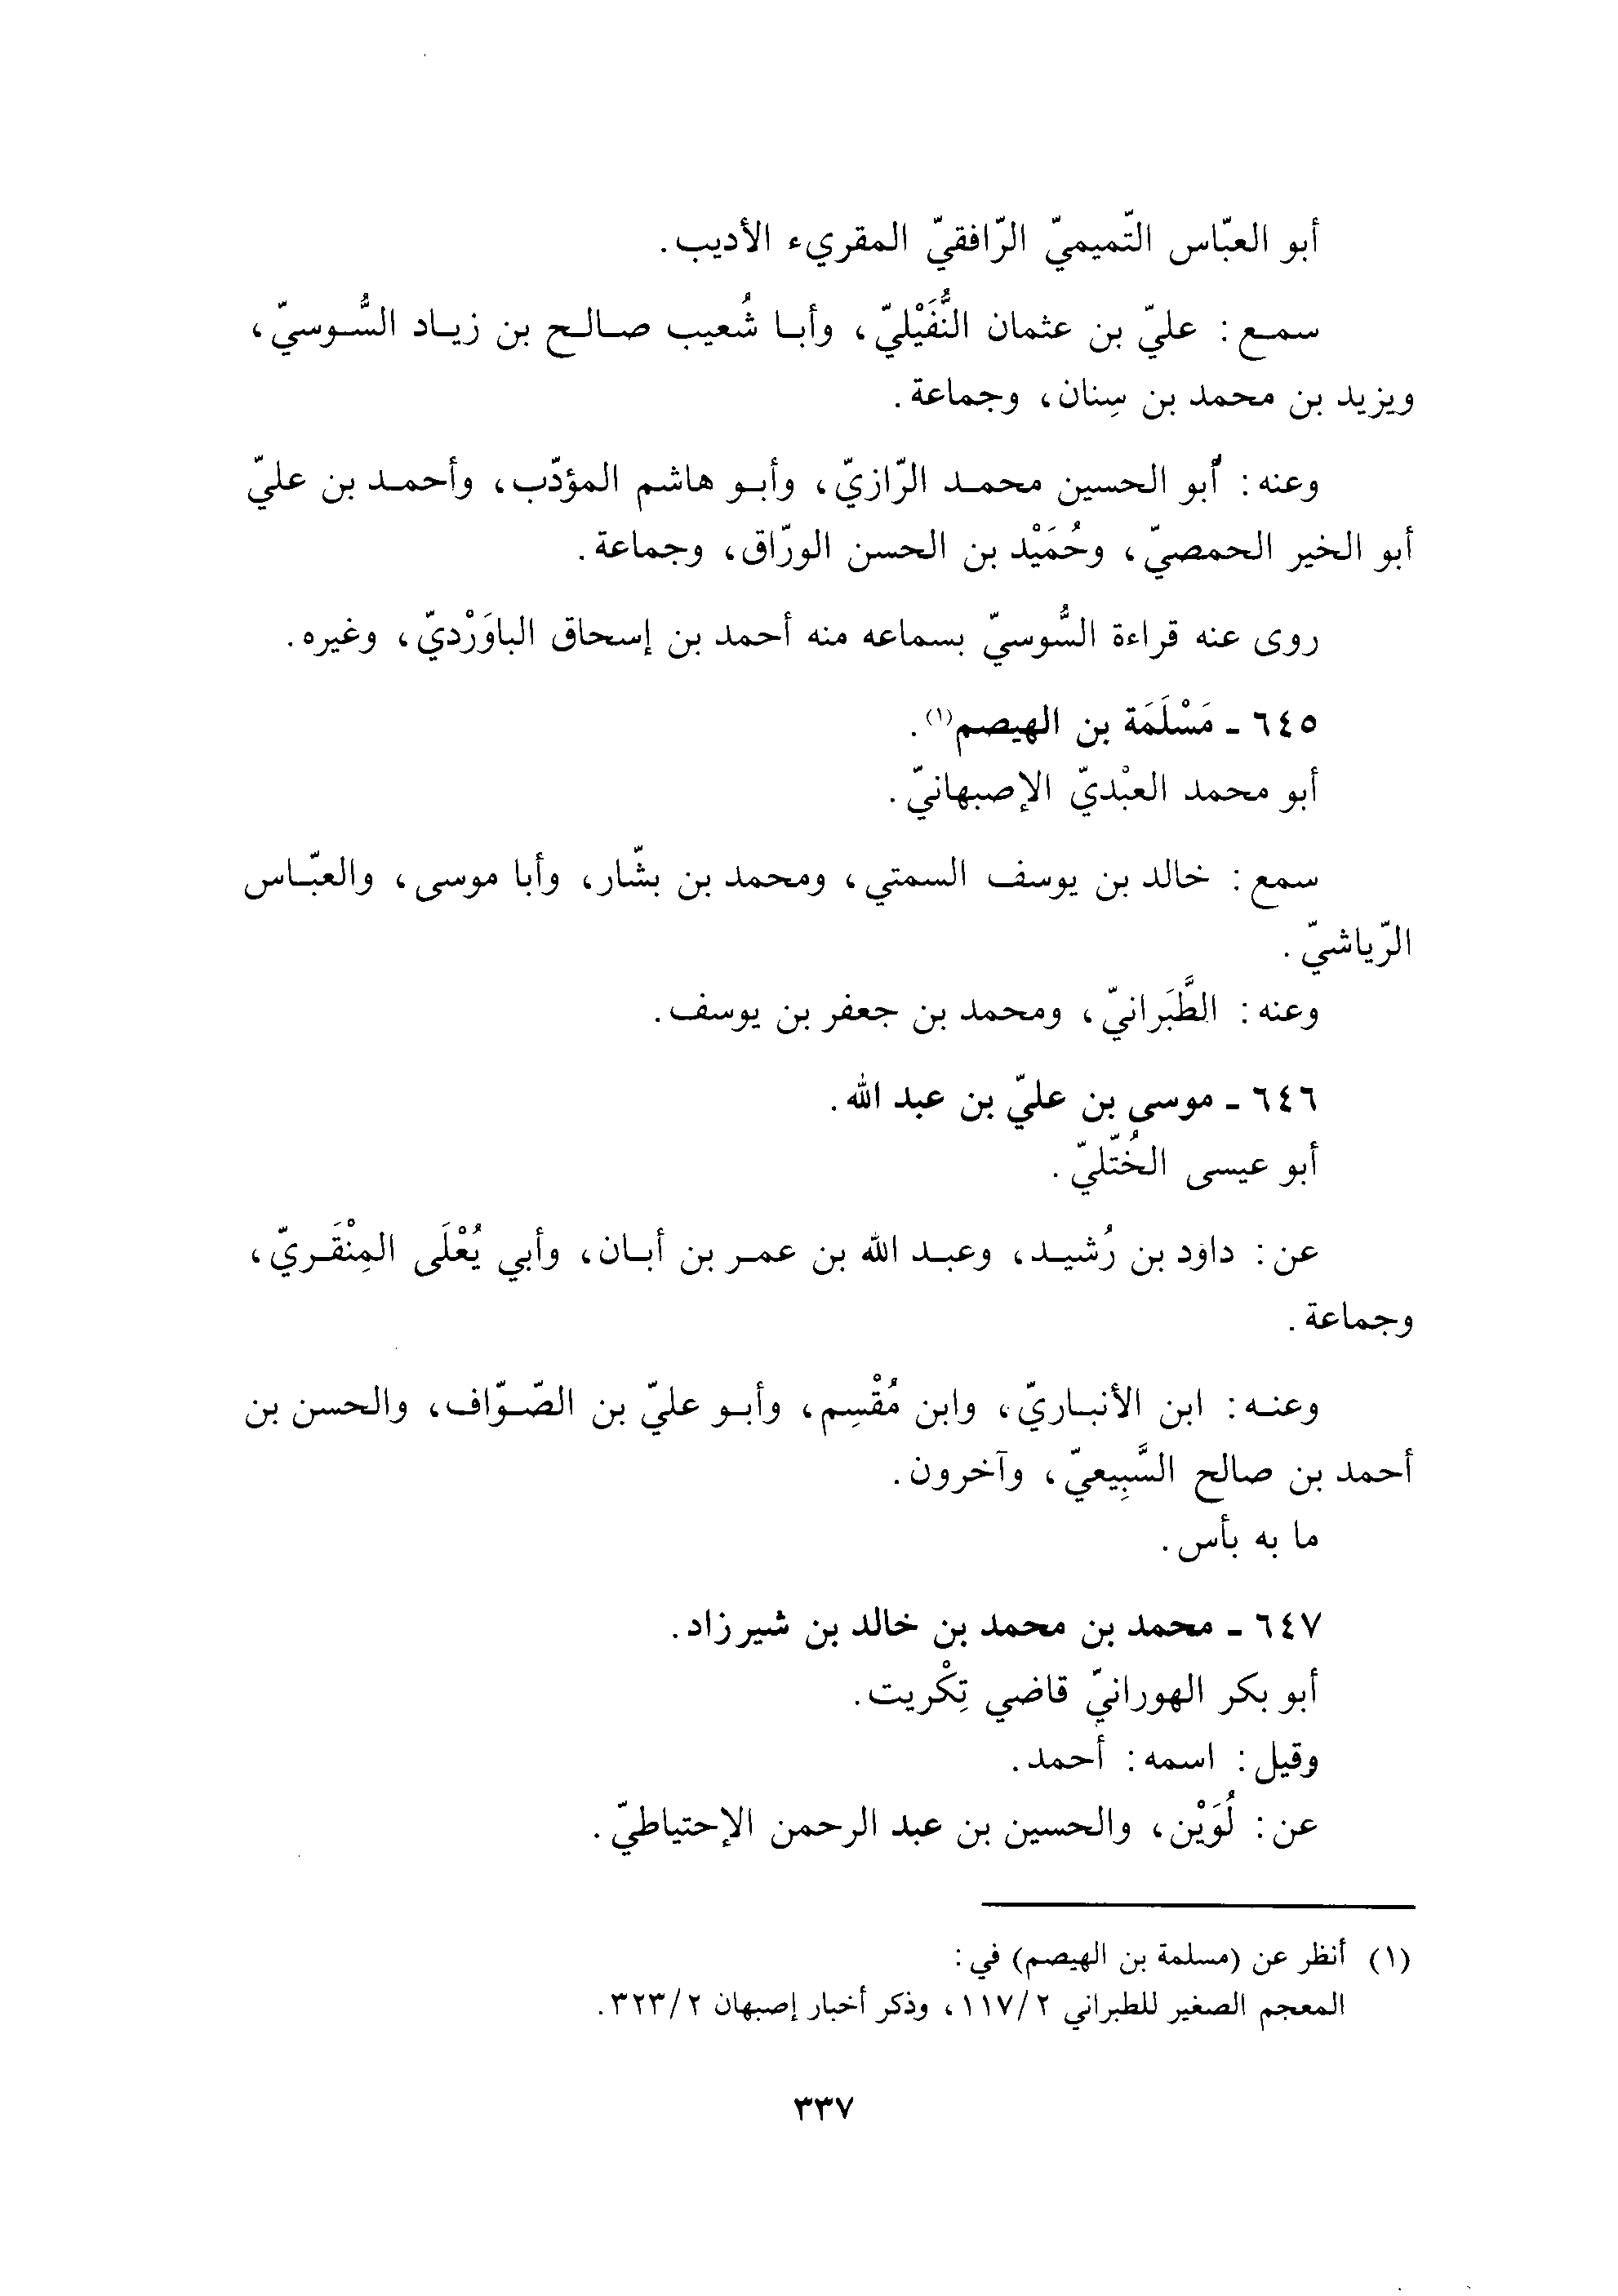 أبو العبّاس التّميميّ الرّافقيّ المقريء الأديب.
سمع: عليّ بن عثمان النُّفَيْليّ، وأبا شُعيب صالح بن زياد السُّوسيّ،
ويزيد بن محمد بن سِنان، وجماعة.
وعنه: أبو الحسين محمد الرّازيّ، وأبو هاشم المؤدّب، وأحمد بن عليّ
أبو الخير الحمصيّ، وحُمَيْد بن الحسن الورّاق، وجماعة.
روى عنه قراءة السُّوسيّ بسماعه منه أحمد بن إسحاق الباوَرْديّ، وغيره.
٦٤٥ - مَسْلَمَة بن الهيصم(١).
أبو محمد العبْديّ الإصبهانيّ.
سمع: خالد بن يوسف السمتي، ومحمد بن بشّار، وأبا موسى، والعبّاس
الرّياشيّ.
وعنه: الطَّبَرانيّ، ومحمد بن جعفر بن يوسف.
٦٤٦ - موسى بن عليّ بن عبد الله.
أبو عيسى الخُتّليّ.
عن: داود بن رُشيد، وعبد الله بن عمر بن أبان، وأبي يُعْلَى المِنْقَريّ،
وجماعة.
وعنه: ابن الأنباريّ، وابن مُقْسِم، وأبو عليّ بن الصّوّاف، والحسن بن
أحمد بن صالح السَّبِيعيّ، وآخرون.
ما به بأس.
٦٤٧ - محمد بن محمد بن خالد بن شيرزاد.
أبو بكر الهورانيّ قاضي تِكْريت.
وقيل: اسمه: أحمد.
عن: لُوَيْن، والحسين بن عبد الرحمن الإحتياطيّ.
(١) أنظر عن (مسلمة بن الهيصم) في:
المعجم الصغير للطبراني ١١٧/٢، وذكر أخبار إصبهان ٣٢٣/٢.
٣٣٧